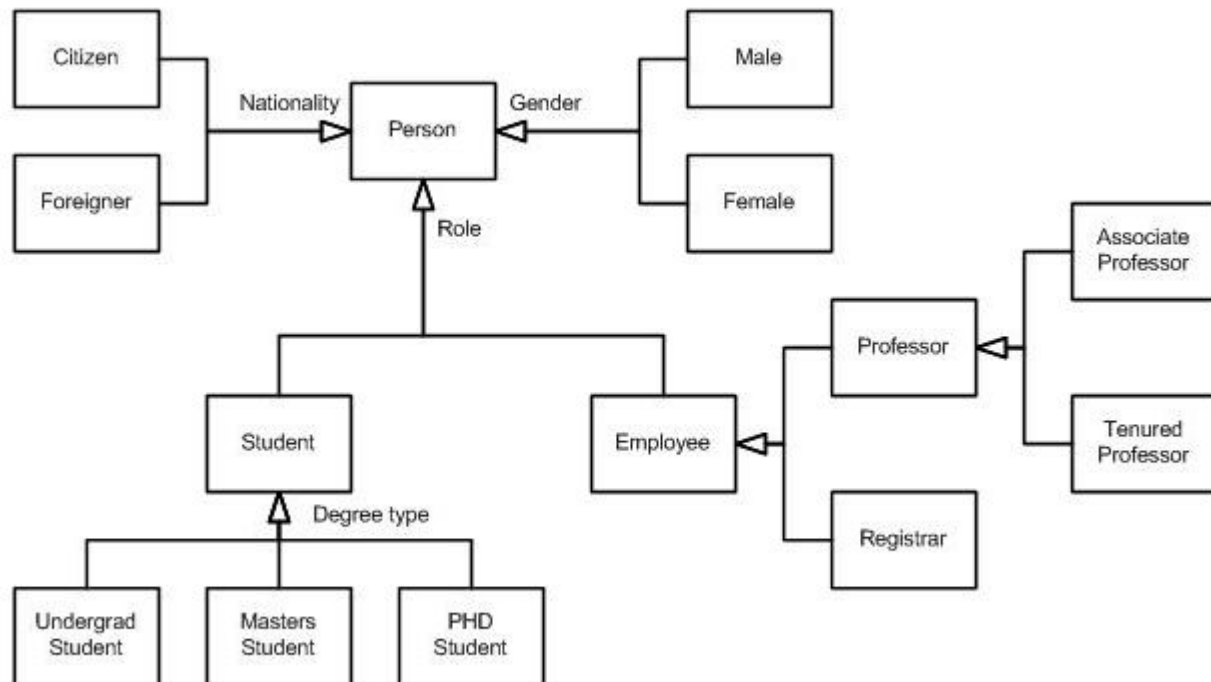 Citizen
Male
Nationality
Gender
Person
Foreigner
Female
Role
Associate
Professor
Professor
Student
Employee
Tenured
Professor
Degree type
Registrar
Undergrad
Student
Masters
Student
PHD
Student